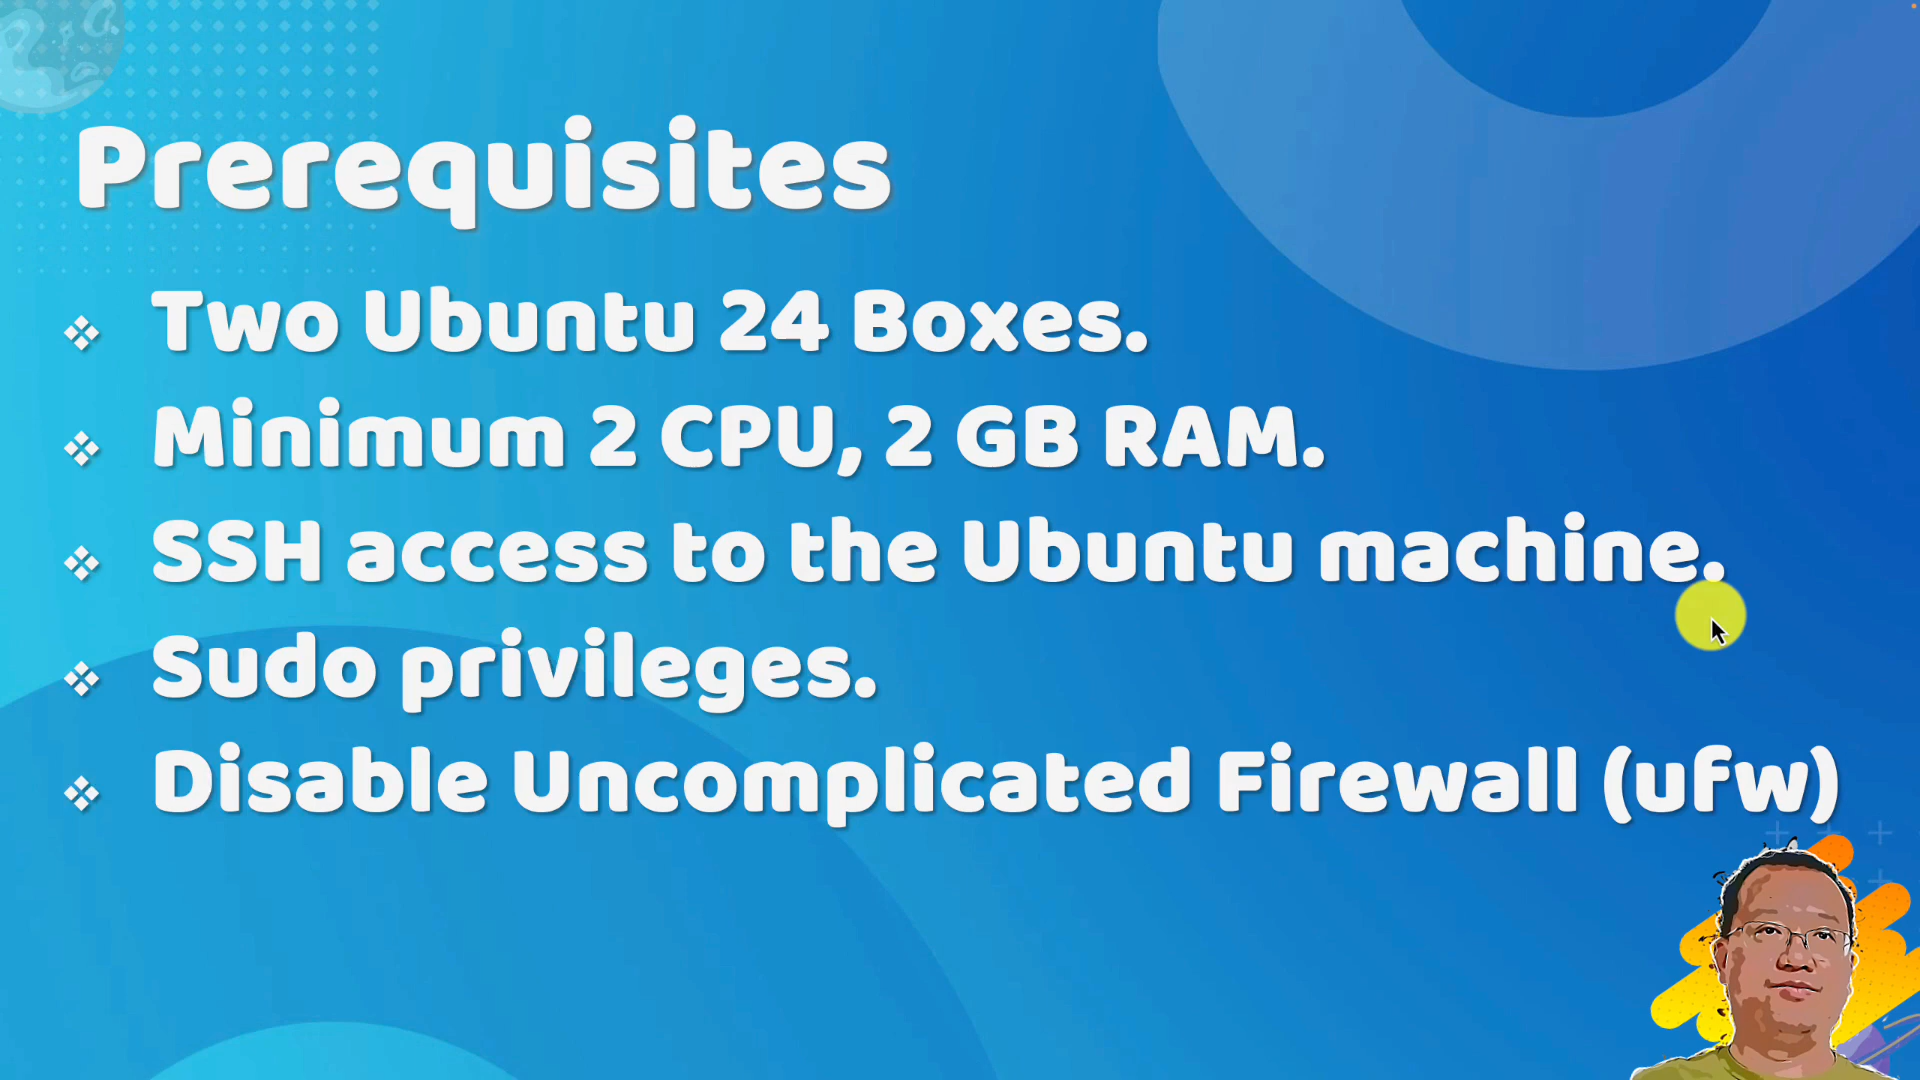 Prerequisites
Two Ubuntu 24 Boxes.
Minimum 2 CPU, 2 GB RAM.
SSH access to the Ubuntu machine.
Sudo privileges.
Disable Uncomplicated Firewall (ufw)